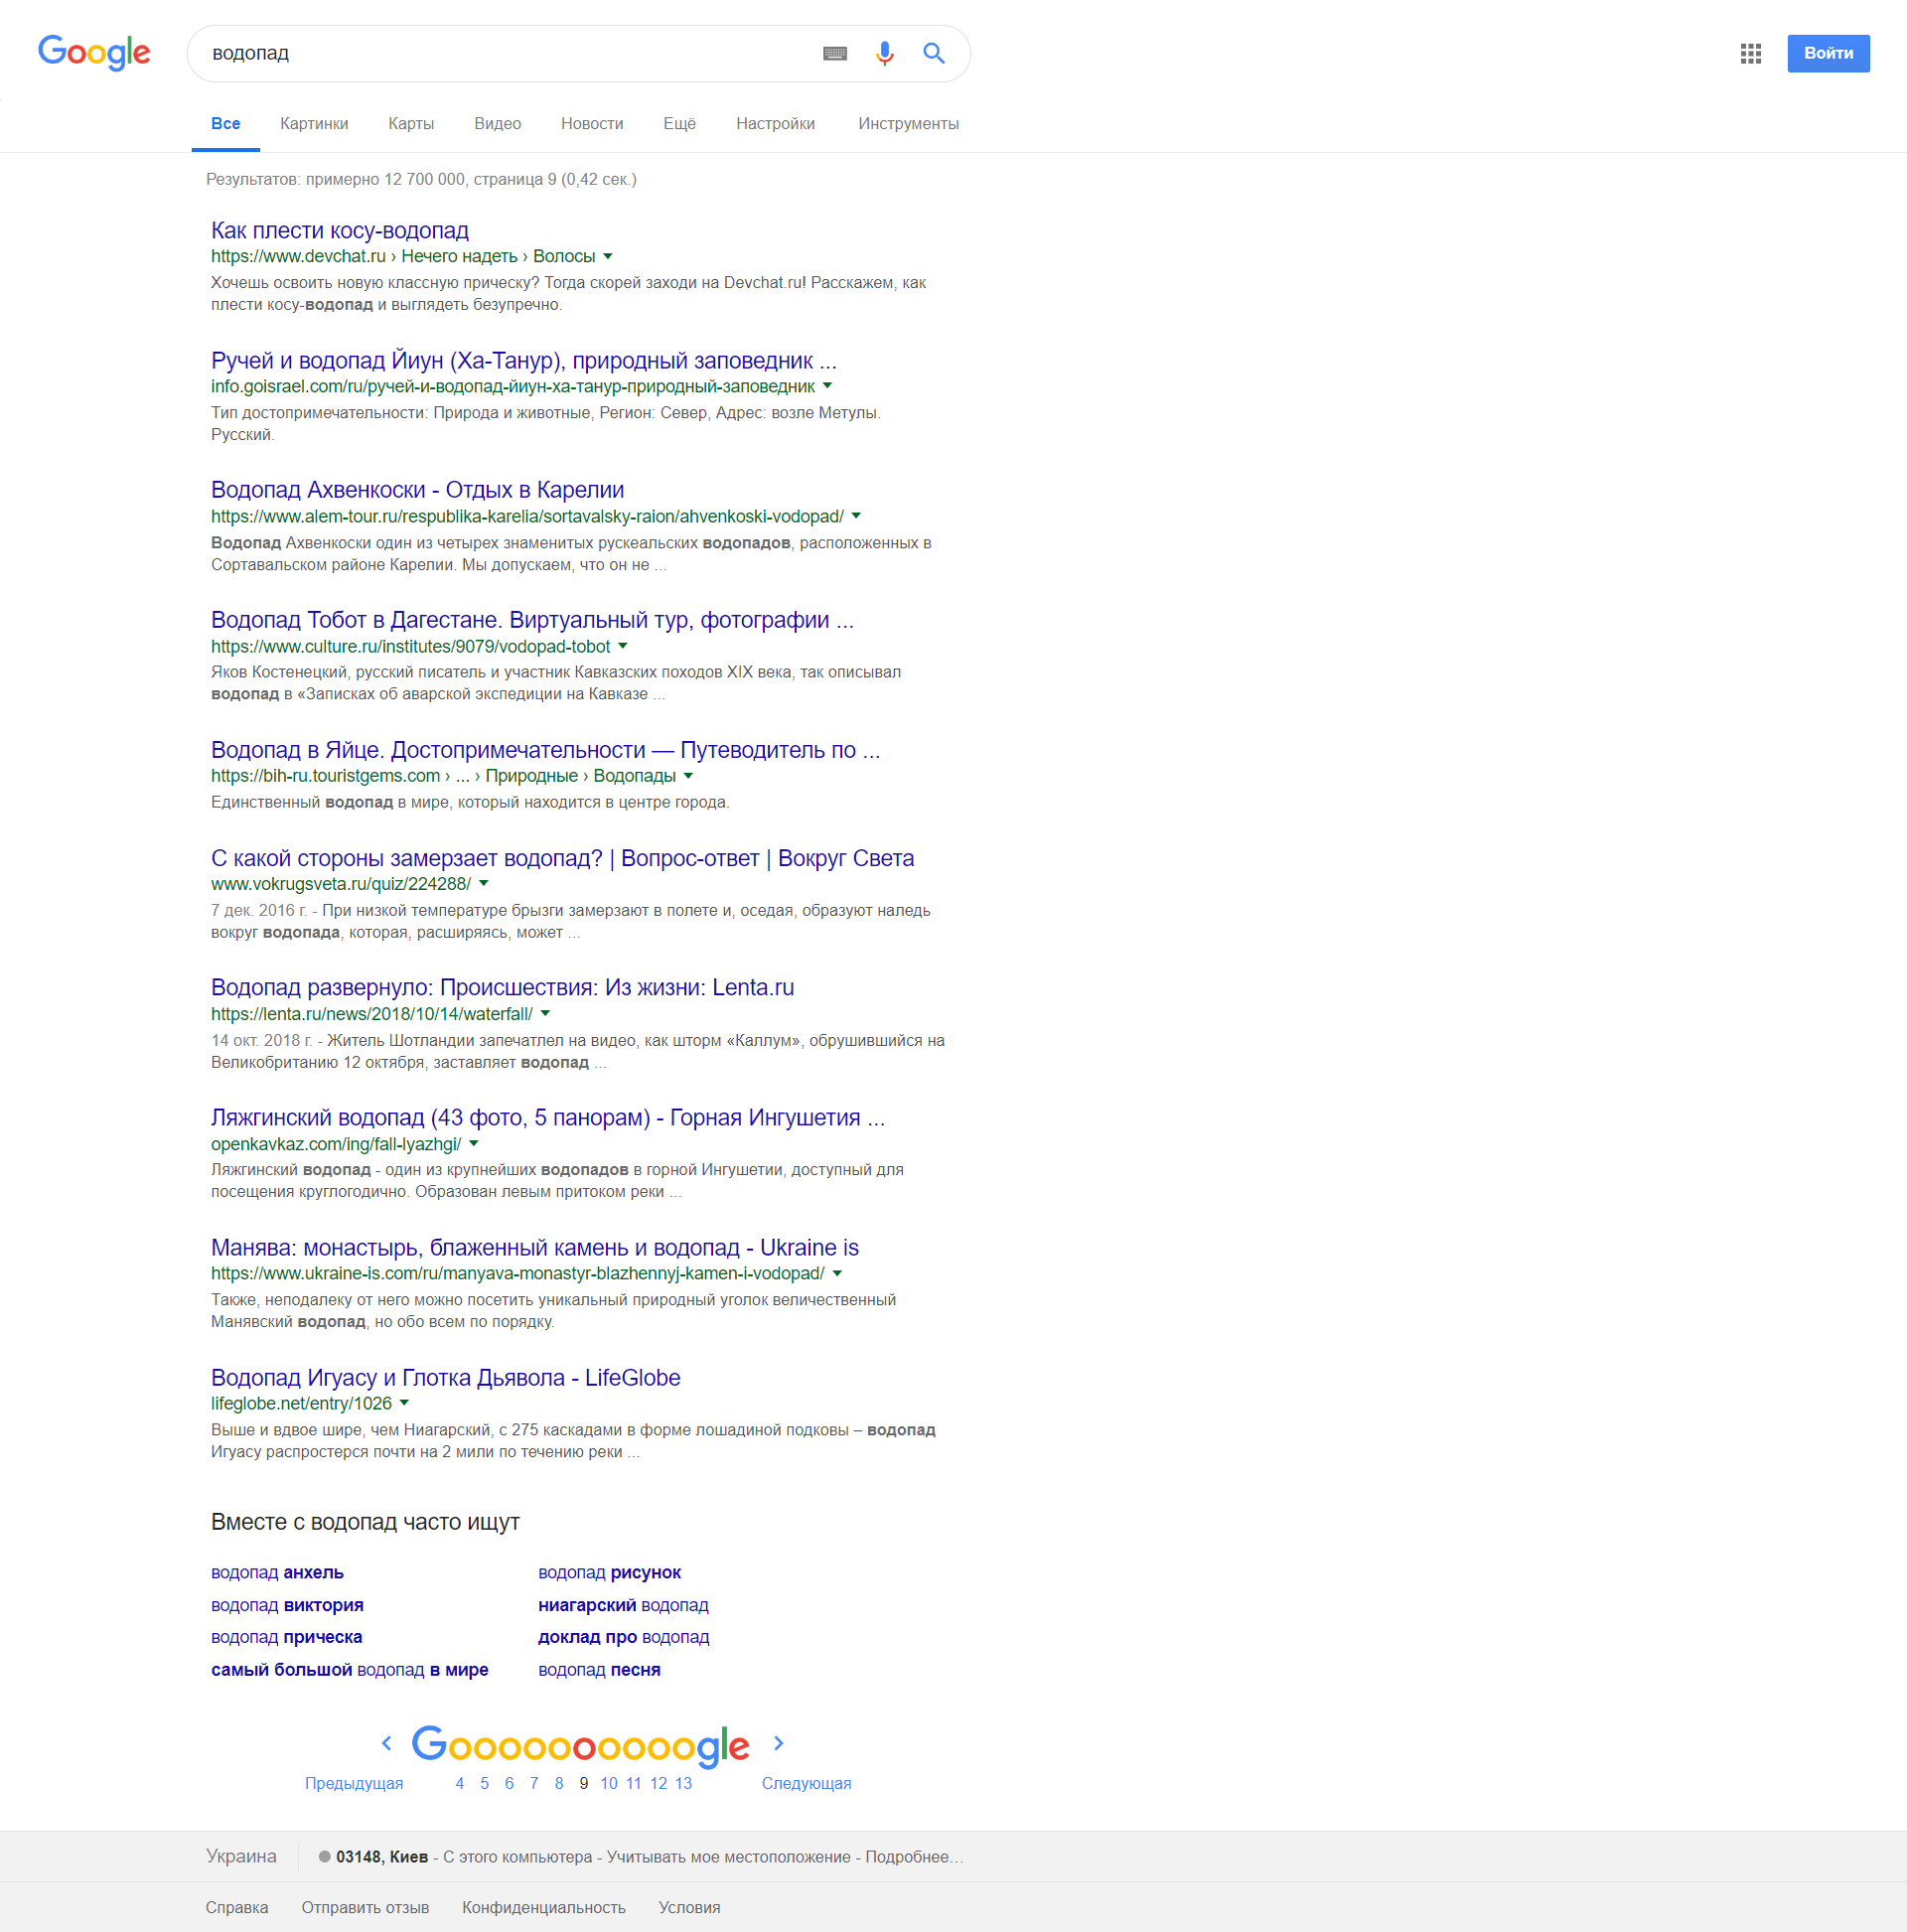 Google
водопад
Войти
Все Картинки Карты Видео Новости Ещё Настройки Инструменты
Результатов: примерно 12 700 000, страница 9 (0,42 сек.)
Как плести косу-водопад
https://www.devchat.ru › Нечего надеть › Волосы
Хочешь освоить новую классную прическу? Тогда скорей заходи на Devchat.ru! Расскажем, как
плести косу-водопад и выглядеть безупречно.
Ручей и водопад Йиун (Ха-Танур), природный заповедник ...
info.goisrael.com/ru/ручей-и-водопад-йиун-ха-танур-природный-заповедник
Тип достопримечательности: Природа и животные, Регион: Север, Адрес: возле Метулы.
Русский.
Водопад Ахвенкоски - Отдых в Карелии
https://www.alem-tour.ru/respublika-karelia/sortavalsky-raion/ahvenkoski-vodopad/
Водопад Ахвенкоски один из четырех знаменитых рускеальских водопадов, расположенных в
Сортавальском районе Карелии. Мы допускаем, что он не ...
Водопад Тобот в Дагестане. Виртуальный тур, фотографии ...
https://www.culture.ru/institutes/9079/vodopad-tobot
Яков Костенецкий, русский писатель и участник Кавказских походов XIX века, так описывал
водопад в «Записках об аварской экспедиции на Кавказе ...
Водопад в Яйце. Достопримечательности — Путеводитель по ...
https://bih-ru.touristgems.com › ... › Природные › Водопады
Единственный водопад в мире, который находится в центре города.
С какой стороны замерзает водопад? | Вопрос-ответ | Вокруг Света
www.vokrugsveta.ru/quiz/224288/
7 дек. 2016 г. - При низкой температуре брызги замерзают в полете и, оседая, образуют наледь
вокруг водопада, которая, расширяясь, может ...
Водопад развернуло: Происшествия: Из жизни: Lenta.ru
https://lenta.ru/news/2018/10/14/waterfall/
14 окт. 2018 г. - Житель Шотландии запечатлел на видео, как шторм «Каллум», обрушившийся на
Великобританию 12 октября, заставляет водопад ...
Ляжгинский водопад (43 фото, 5 панорам) - Горная Ингушетия ...
openkavkaz.com/ing/fall-lyazhgi/
Ляжгинский водопад - один из крупнейших водопадов в горной Ингушетии, доступный для
посещения круглогодично. Образован левым притоком реки ...
Манява: монастырь, блаженный камень и водопад - Ukraine is
https://www.ukraine-is.com/ru/manyava-monastyr-blazhennyj-kamen-i-vodopad/
Также, неподалеку от него можно посетить уникальный природный уголок величественный
Манявский водопад, но обо всем по порядку.
Водопад Игуасу и Глотка Дьявола - LifeGlobe
lifeglobe.net/entry/1026
Выше и вдвое шире, чем Ниагарский, с 275 каскадами в форме лошадиной подковы – водопад
Игуасу распростерся почти на 2 мили по течению реки ...
Вместе с водопад часто ищут
водопад анхель водопад рисунок
водопад виктория ниагарский водопад
водопад прическа доклад про водопад
самый большой водопад в мире водопад песня
Goooooooooogle
Предыдущая 4 5 6 7 8 9 10 11 12 13 Следующая
Украина 03148, Киев - С этого компьютера - Учитывать мое местоположение - Подробнее…
Справка Отправить отзыв Конфиденциальность Условия